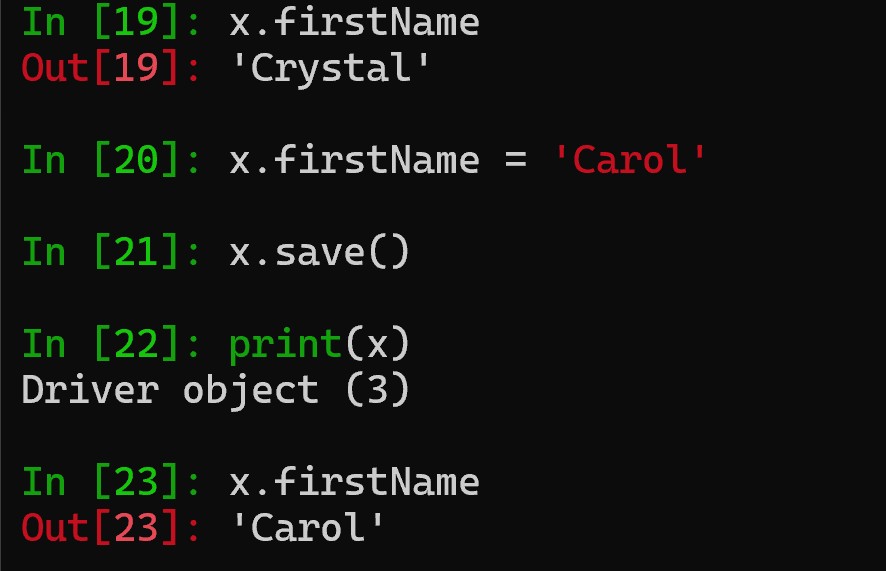 In [19]: x.firstName
Out[19]: 'Crystal'
In [20]: x.firstName = 'Carol'
In [21]: x.save()
In [22]: print(x)
Driver object (3)
In [23]: x.firstName
Out[23]: 'Carol'